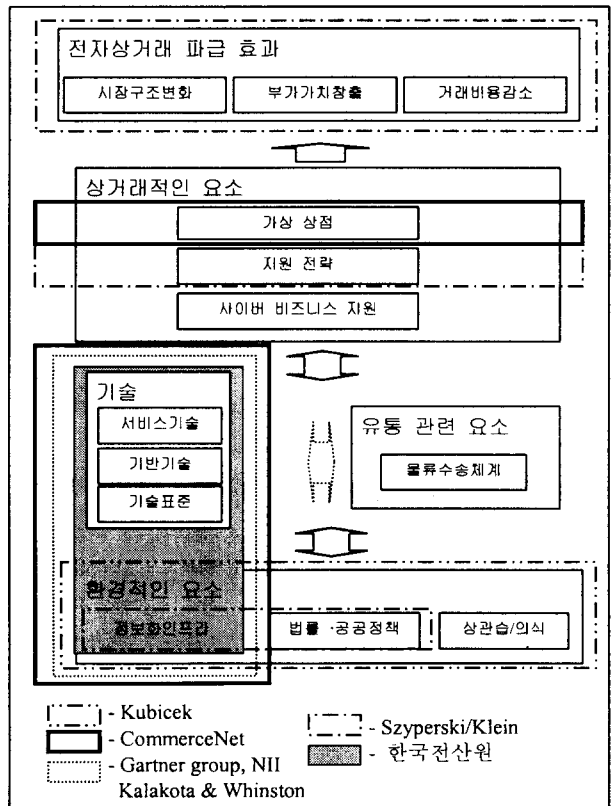 전자상거래 파급 효과
시장구조변화 부가가치창출 거래비용감소
상거래적인 요소
가상 상점
지원 전략
사이버 비즈니스 지원
기술
서비스기술
기반기술
기술표준
유통 관련 요소
물류수송체계
환경적인 요소
정보화인프라 법률·공공정책 상관습/의식
- Kubicek
- CommerceNet
- Gartner group, NII
Kalakota & Whinston
- Szyperski/Klein
- 한국전산원